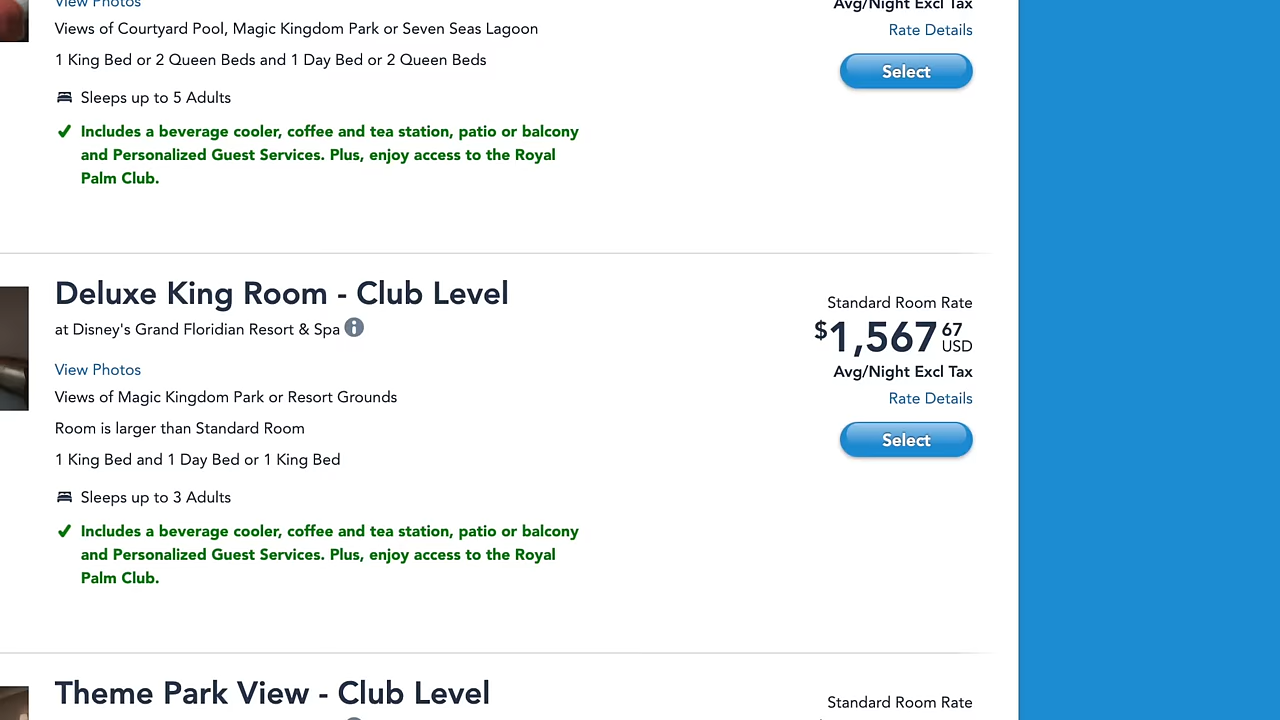 View Photos
Avg/Night Excl Tax
Views of Courtyard Pool, Magic Kingdom Park or Seven Seas Lagoon
Rate Details
1 King Bed or 2 Queen Beds and 1 Day Bed or 2 Queen Beds
Select
Sleeps up to 5 Adults
Includes a beverage cooler, coffee and tea station, patio or balcony
and Personalized Guest Services. Plus, enjoy access to the Royal
Palm Club.
Deluxe King Room - Club Level
Standard Room Rate
at Disney's Grand Floridian Resort & Spa
$1,567 67 USD
View Photos
Avg/Night Excl Tax
Views of Magic Kingdom Park or Resort Grounds
Rate Details
Room is larger than Standard Room
Select
1 King Bed and 1 Day Bed or 1 King Bed
Sleeps up to 3 Adults
Includes a beverage cooler, coffee and tea station, patio or balcony
and Personalized Guest Services. Plus, enjoy access to the Royal
Palm Club.
Theme Park View - Club Level
Standard Room Rate